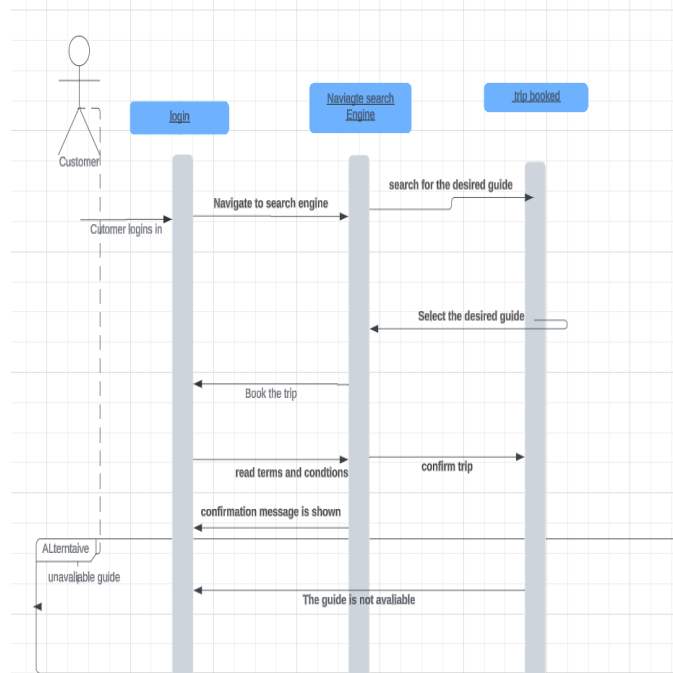 login
Naviagte search
Engine
trip booked
Customer
search for the desired guide
Navigate to search engine
Cutomer logins in
Select the desired guide
Book the trip
read terms and condtions
confirm trip
confirmation message is shown
ALterntaive
unavaliable guide
The guide is not avaliable